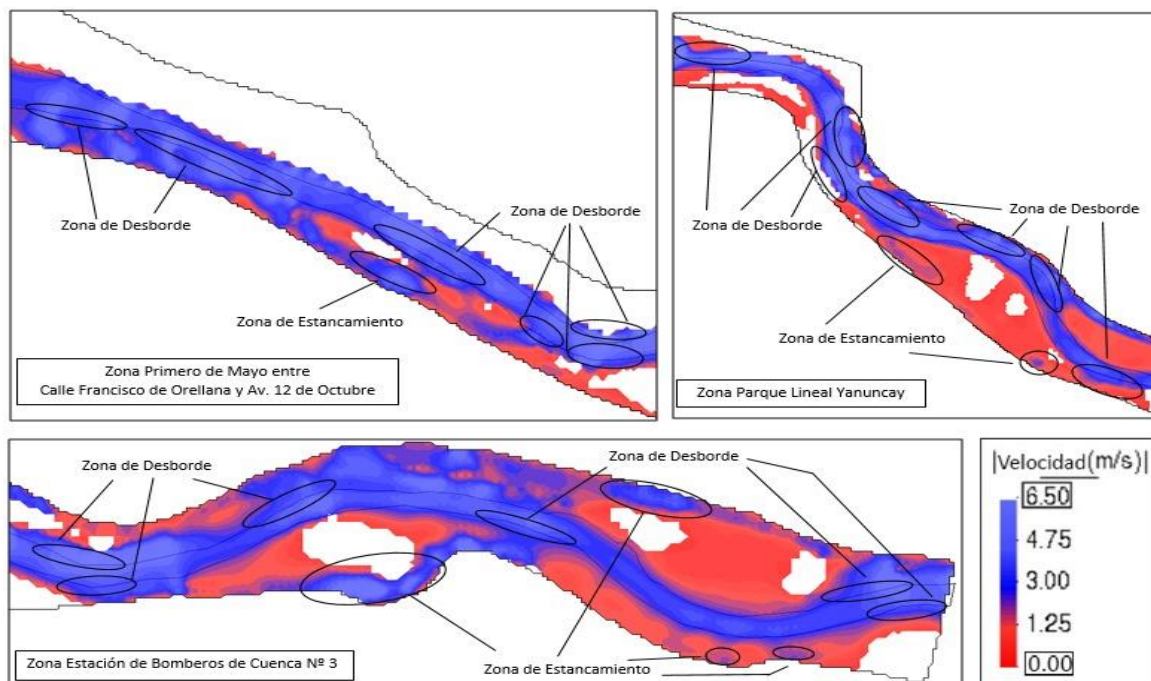 Zona de Desborde
Zona de Desborde
Zona de Estancamiento
Zona Primero de Mayo entre
Calle Francisco de Orellana y Av. 12 de Octubre
Zona de Desborde
Zona de Desborde
Zona de Estancamiento
Zona Parque Lineal Yanuncay
Zona de Desborde
Zona de Desborde
Zona de Estancamiento
Zona Estación de Bomberos de Cuenca Nº 3
|Velocidad(m/s)|
6.50
4.75
3.00
1.25
0.00